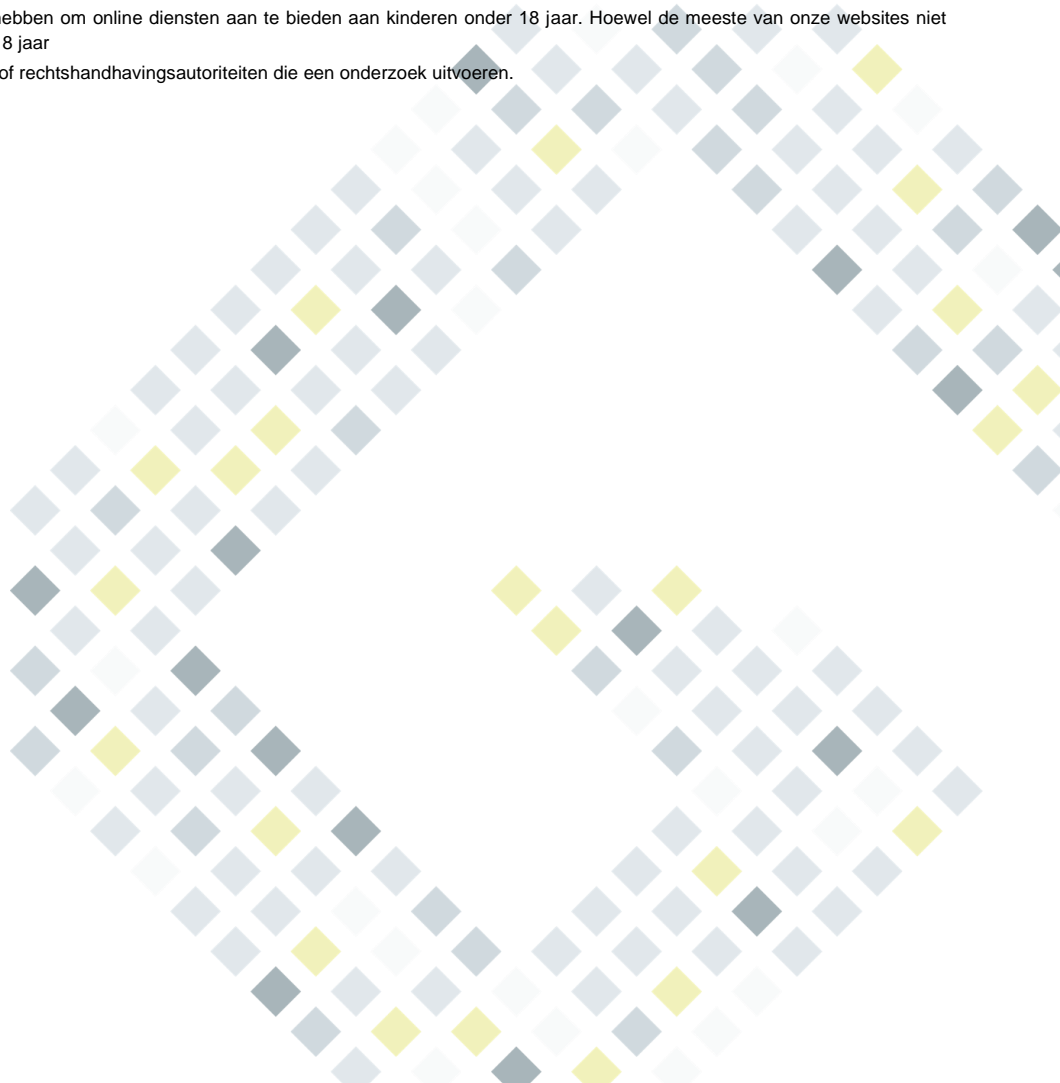 hebben om online diensten aan te bieden aan kinderen onder 18 jaar. Hoewel de meeste van onze websites niet
8 jaar
of rechtshandhavingsautoriteiten die een onderzoek uitvoeren.